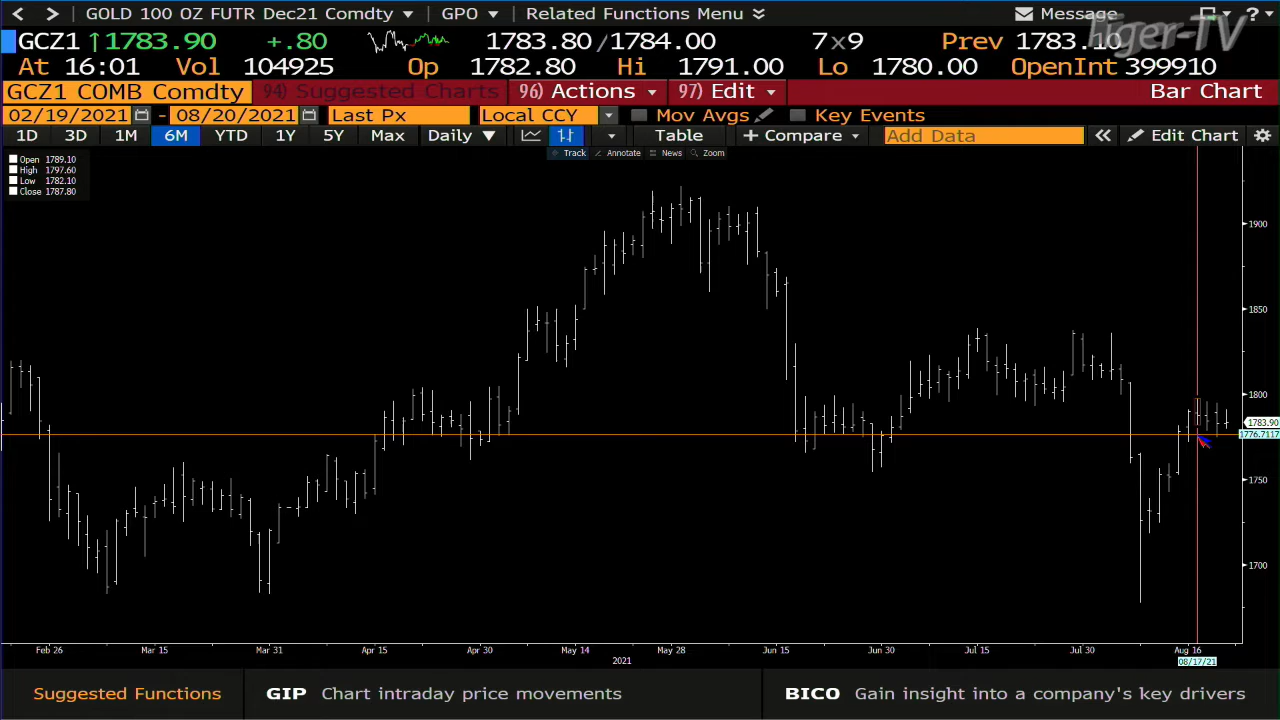 GOLD 100 OZ FUTR Dec21 Comdty GPO Related Functions Menu Message ?
Tiger-TV
GCZ1 ↑1783.90 +.80 1783.80/1784.00 7x9 Prev 1783.10
At 16:01 Vol 104925 Op 1782.80 Hi 1791.00 Lo 1780.00 OpenInt 399910
GCZ1 COMB Comdty 94) Suggested Charts 96) Actions 97) Edit Bar Chart
02/19/2021 - 08/20/2021 Last Px Local CCY Mov Avgs Key Events
1D 3D 1M 6M YTD 1Y 5Y Max Daily ▼ Table + Compare Add Data « Edit Chart
Track Annotate News Zoom
Open 1789.10
High 1797.60
Low 1782.10
Close 1787.80
1900
1850
1800
1783.90
1776.7117
1750
1700
Feb 26 Mar 15 Mar 31 Apr 15 Apr 30 May 14 May 28 Jun 15 Jun 30 Jul 15 Jul 30 Aug 16
2021 08/17/21
Suggested Functions GIP Chart intraday price movements BICO Gain insight into a company's key drivers